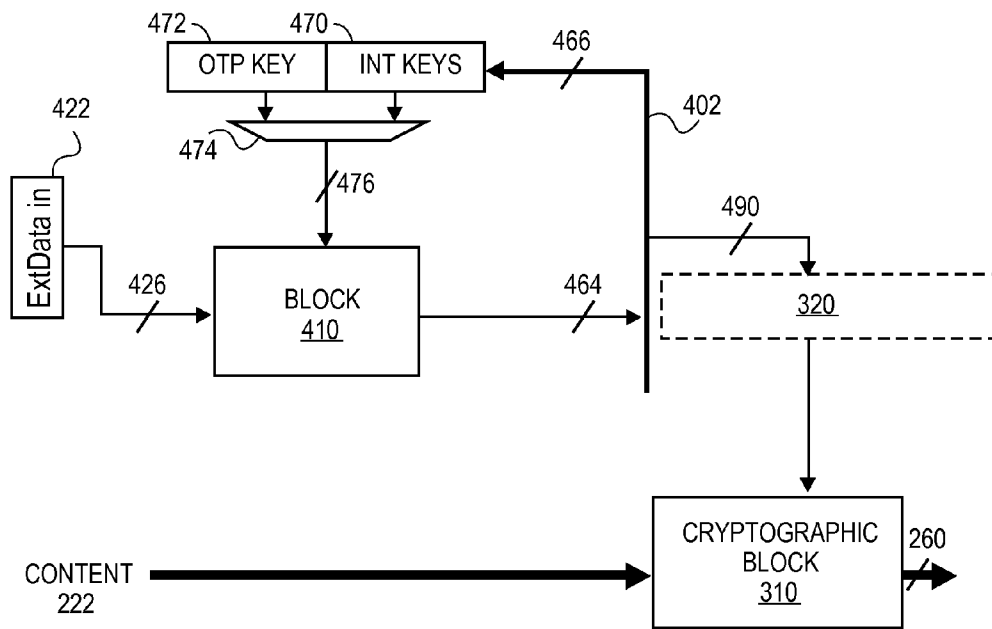 472
470
OTP KEY
INT KEYS
466
402
422
474
476
490
ExtData in
426
BLOCK
410
464
320
CRYPTOGRAPHIC
BLOCK
310
260
CONTENT
222